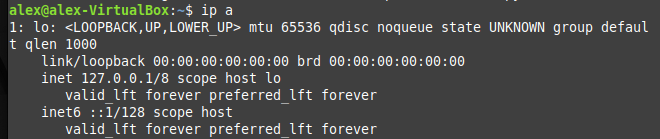 alex@alex-VirtualBox:~$ ip a
1: lo: <LOOPBACK,UP,LOWER_UP> mtu 65536 qdisc noqueue state UNKNOWN group defaul
t qlen 1000
    link/loopback 00:00:00:00:00:00 brd 00:00:00:00:00:00
    inet 127.0.0.1/8 scope host lo
       valid_lft forever preferred_lft forever
    inet6 ::1/128 scope host
       valid_lft forever preferred_lft forever